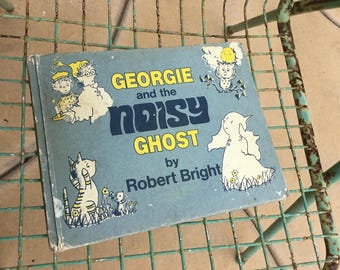 GEORGIE
and the
NOISY
GHOST
by
Robert Bright